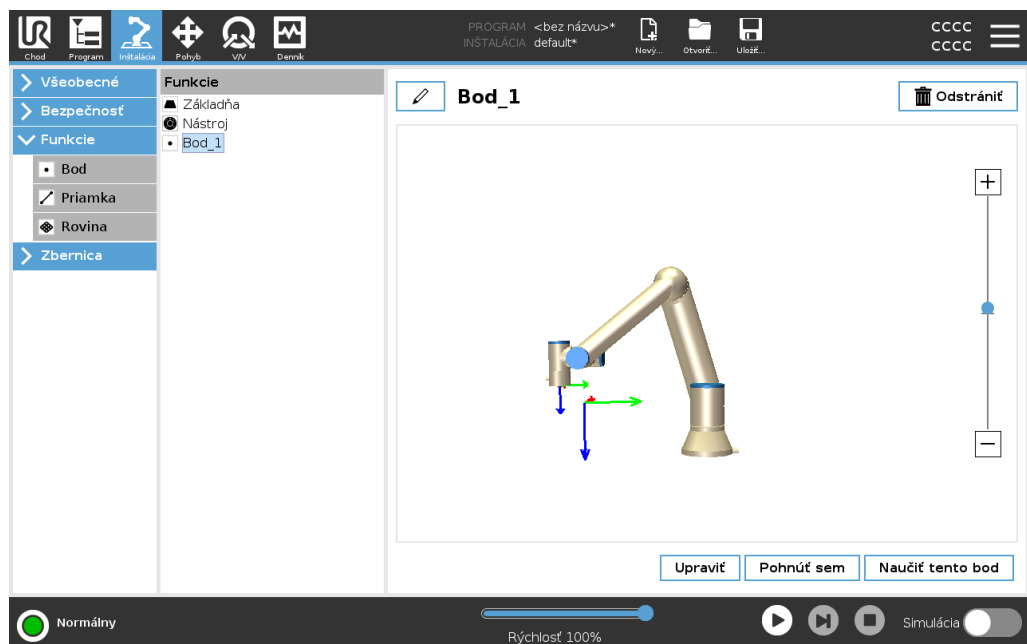 UR
Chod Program Inštalácia Pohyb V/V Denník
PROGRAM <bez názvu>*
INŠTALÁCIA default*
Nový... Otvoriť... Uložiť...
cccc
cccc
Všeobecné
Bezpečnosť
Funkcie
Bod
Priamka
Rovina
Zbernica
Funkcie
Základňa
Nástroj
Bod_1
Bod_1
Odstrániť
Upraviť Pohnúť sem Naučiť tento bod
Normálny
Rýchlosť 100%
Simulácia